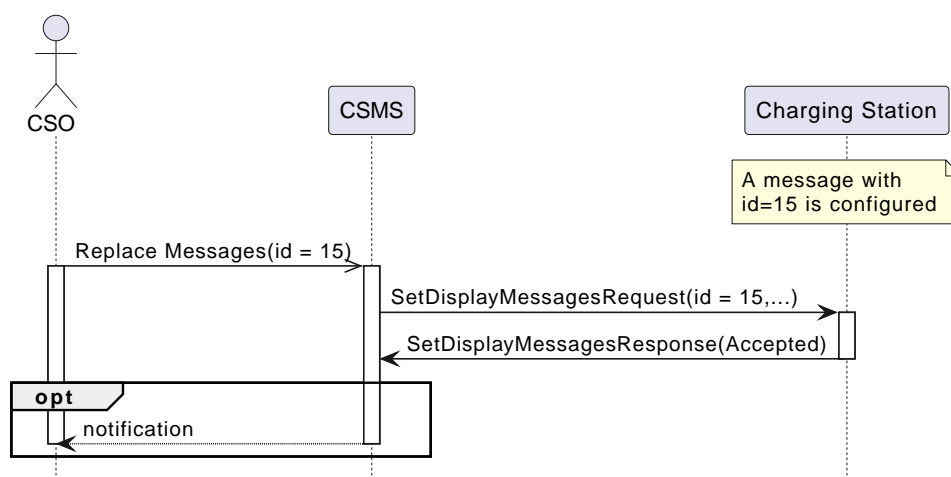 CSO
CSMS
Charging Station
A message with
id=15 is configured
Replace Messages(id = 15)
SetDisplayMessagesRequest(id = 15,...)
SetDisplayMessagesResponse(Accepted)
opt
notification